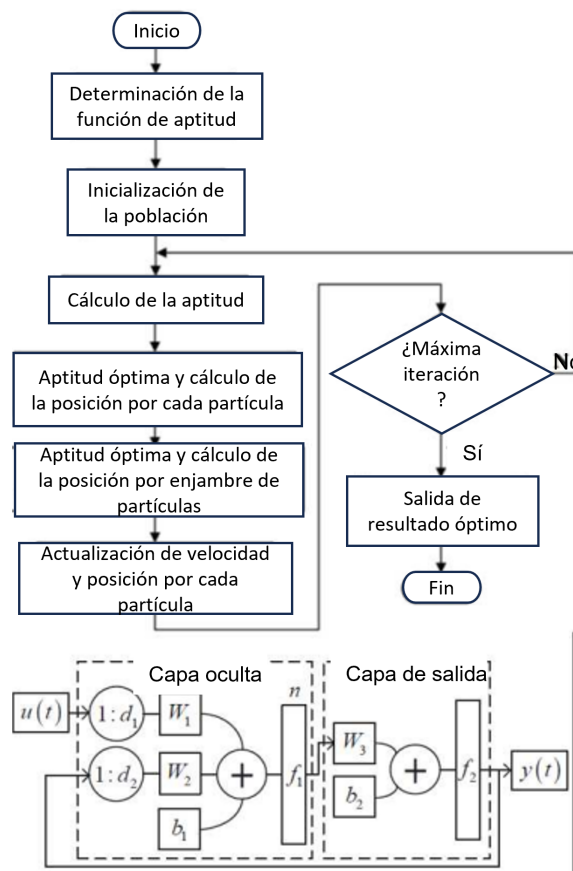 Inicio
Determinación de la
función de aptitud
Inicialización de
la población
Cálculo de la aptitud
Aptitud óptima y cálculo de
la posición por cada partícula
Aptitud óptima y cálculo de
la posición por enjambre de
partículas
Actualización de velocidad
y posición por cada
partícula
¿Máxima
iteración
?
No
Sí
Salida de
resultado óptimo
Fin
Capa oculta
n
Capa de salida
u(t)
1:d₁
W₁
1:d₂
W₂
b₁
+
f₁
W₃
b₂
+
f₂
y(t)